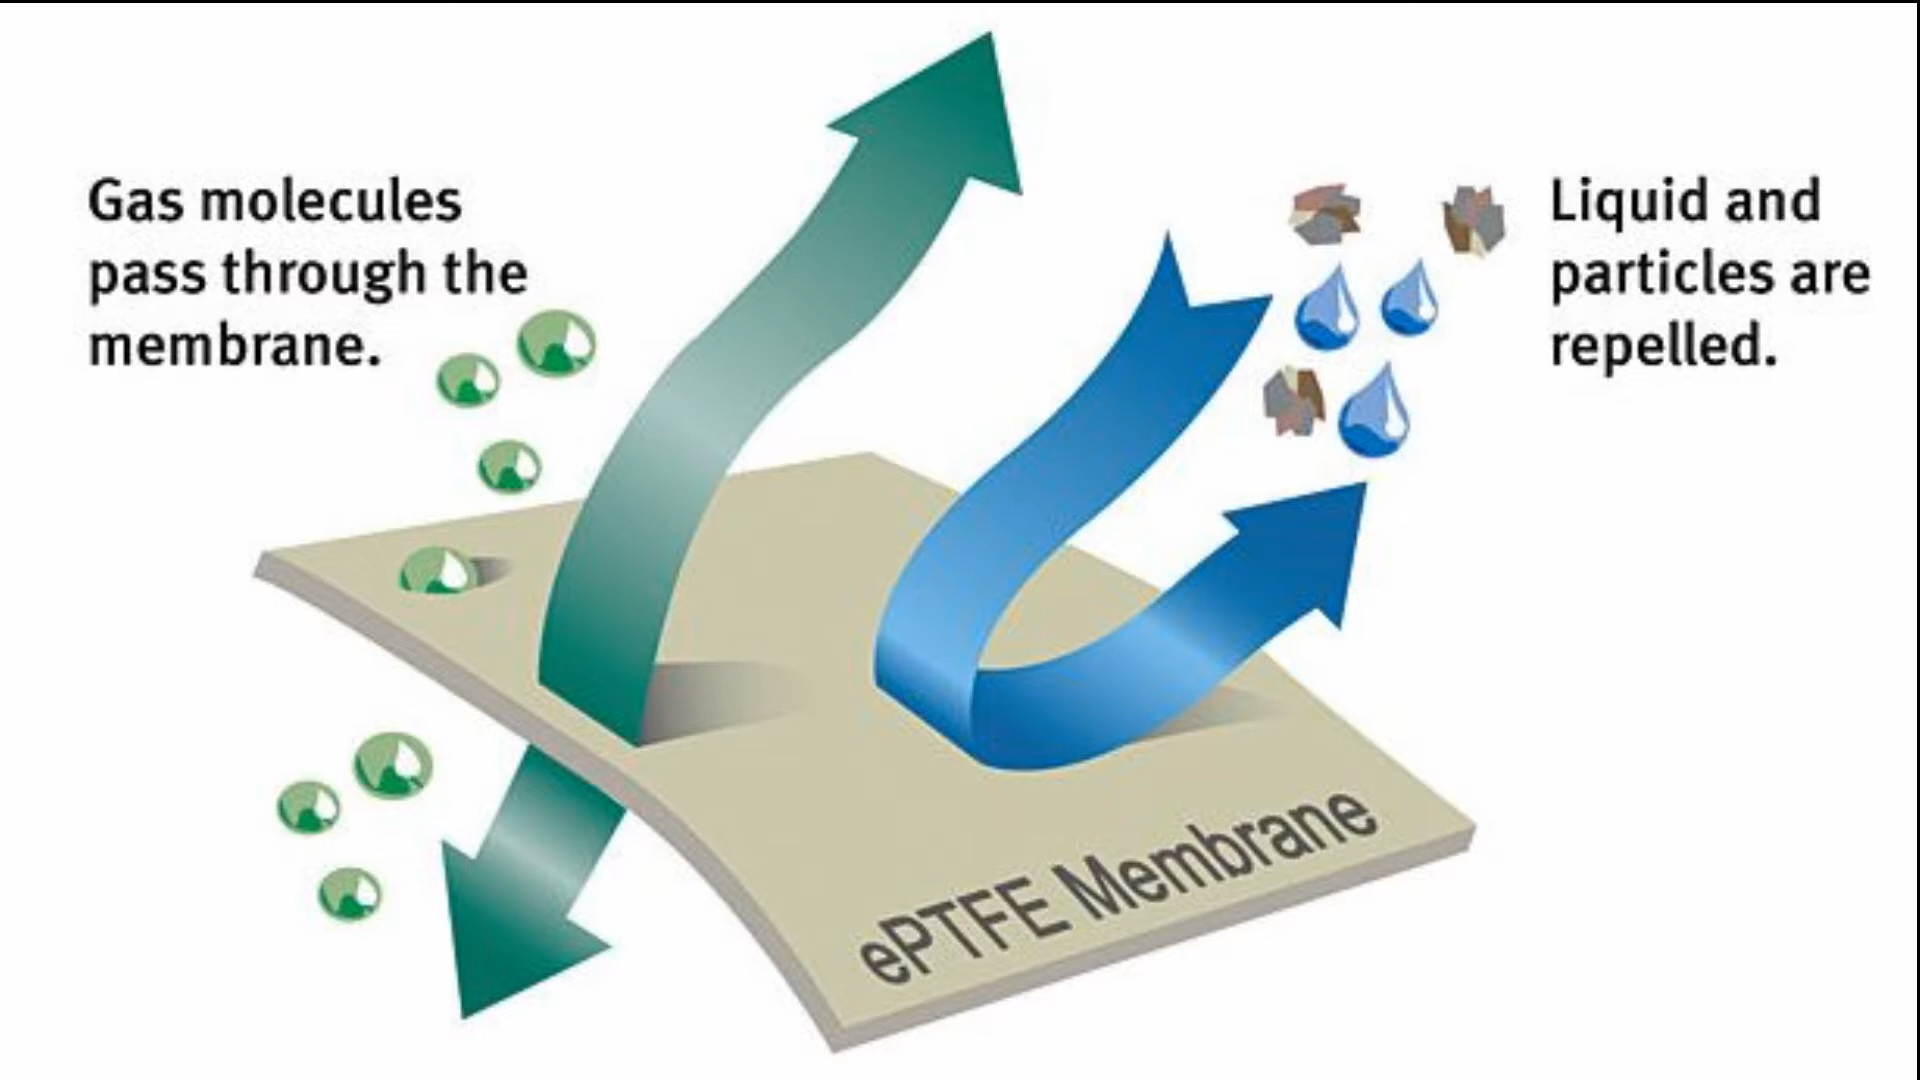 Gas molecules
pass through the
membrane.
Liquid and
particles are
repelled.
ePTFE Membrane